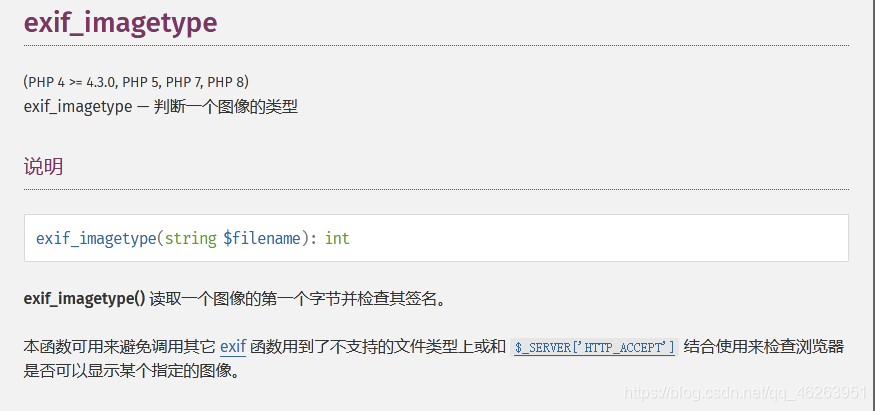 exif_imagetype
(PHP 4 >= 4.3.0, PHP 5, PHP 7, PHP 8)
exif_imagetype — 判断一个图像的类型
说明
exif_imagetype(string $filename): int
exif_imagetype() 读取一个图像的第一个字节并检查其签名。
本函数可用来避免调用其它 exif 函数用到了不支持的文件类型上或和 $_SERVER['HTTP_ACCEPT'] 结合使用来检查浏览器
是否可以显示某个指定的图像。
https://blog.csdn.net/qq_46263951